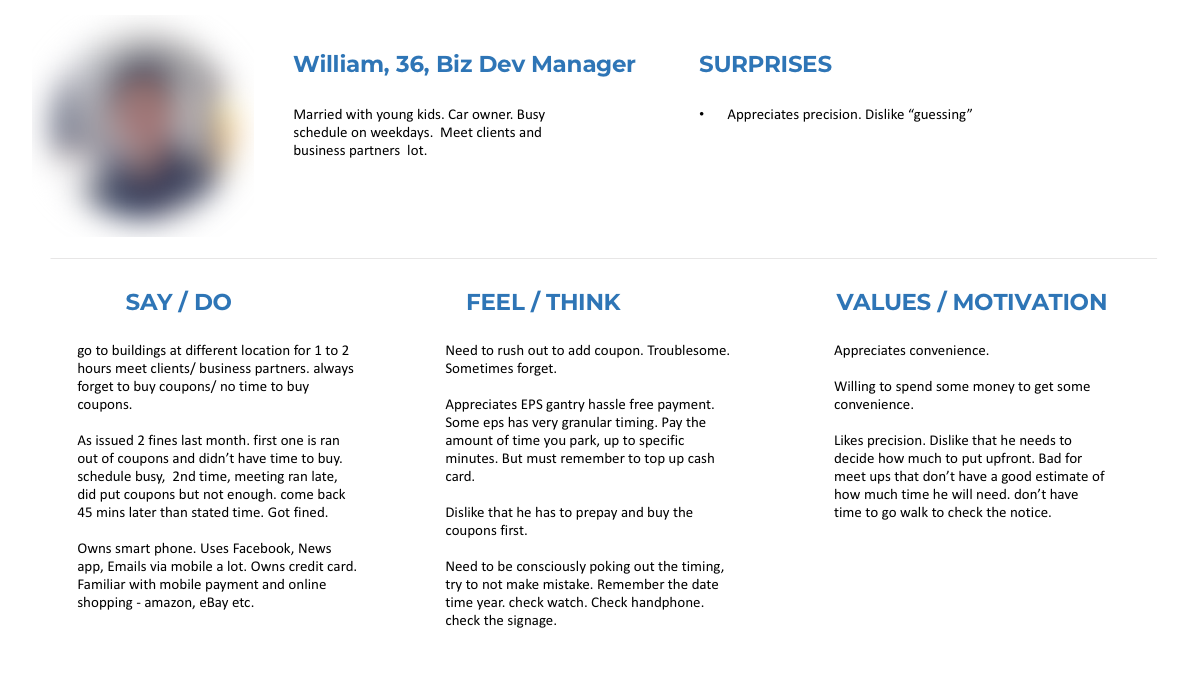 William, 36, Biz Dev Manager
Married with young kids. Car owner. Busy
schedule on weekdays.  Meet clients and
business partners  lot.
SURPRISES
• Appreciates precision. Dislike “guessing”
SAY / DO
go to buildings at different location for 1 to 2
hours meet clients/ business partners. always
forget to buy coupons/ no time to buy
coupons.
As issued 2 fines last month. first one is ran
out of coupons and didn’t have time to buy.
schedule busy,  2nd time, meeting ran late,
did put coupons but not enough. come back
45 mins later than stated time. Got fined.
Owns smart phone. Uses Facebook, News
app, Emails via mobile a lot. Owns credit card.
Familiar with mobile payment and online
shopping - amazon, eBay etc.
FEEL / THINK
Need to rush out to add coupon. Troublesome.
Sometimes forget.
Appreciates EPS gantry hassle free payment.
Some eps has very granular timing. Pay the
amount of time you park, up to specific
minutes. But must remember to top up cash
card.
Dislike that he has to prepay and buy the
coupons first.
Need to be consciously poking out the timing,
try to not make mistake. Remember the date
time year. check watch. Check handphone.
check the signage.
VALUES / MOTIVATION
Appreciates convenience.
Willing to spend some money to get some
convenience.
Likes precision. Dislike that he needs to
decide how much to put upfront. Bad for
meet ups that don’t have a good estimate of
how much time he will need. don’t have
time to go walk to check the notice.